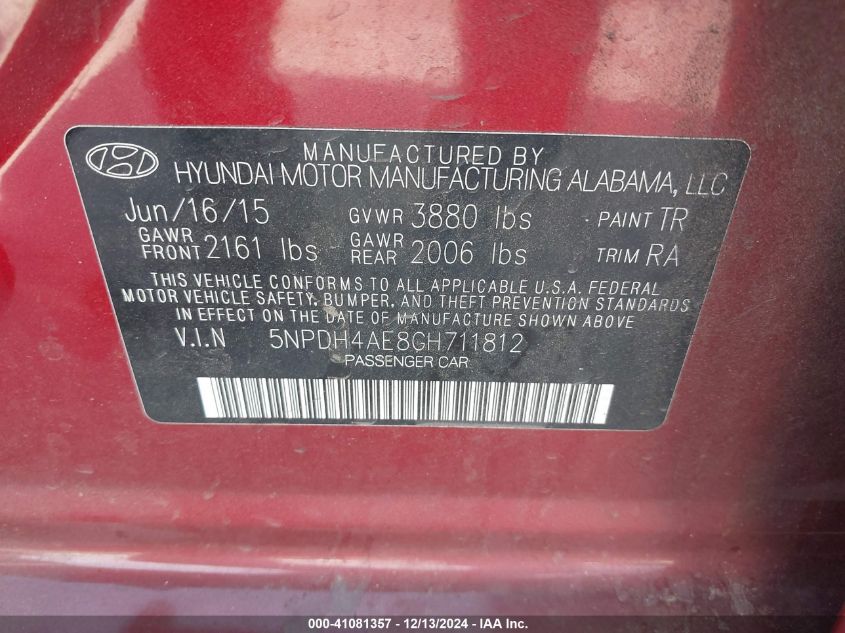 MANUFACTURED BY
HYUNDAI MOTOR MANUFACTURING ALABAMA, LLC
Jun/16/15 GVWR 3880 lbs PAINT TR
GAWR FRONT 2161 lbs GAWR REAR 2006 lbs TRIM RA
THIS VEHICLE CONFORMS TO ALL APPLICABLE U.S.A. FEDERAL
MOTOR VEHICLE SAFETY, BUMPER, AND THEFT PREVENTION STANDARDS
IN EFFECT ON THE DATE OF MANUFACTURE SHOWN ABOVE
V.I.N 5NPDH4AE8GH711812
PASSENGER CAR
000-41081357 - 12/13/2024 - IAAI.com